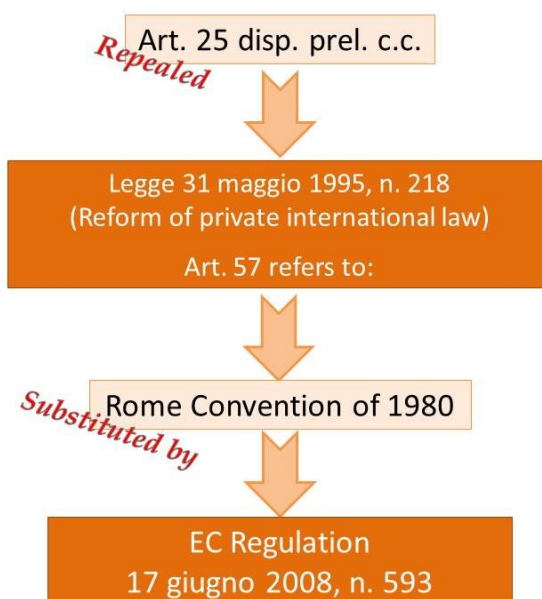 Art. 25 disp. prel. c.c.
Repealed
Legge 31 maggio 1995, n. 218
(Reform of private international law)
Art. 57 refers to:
Rome Convention of 1980
Substituted by
EC Regulation
17 giugno 2008, n. 593